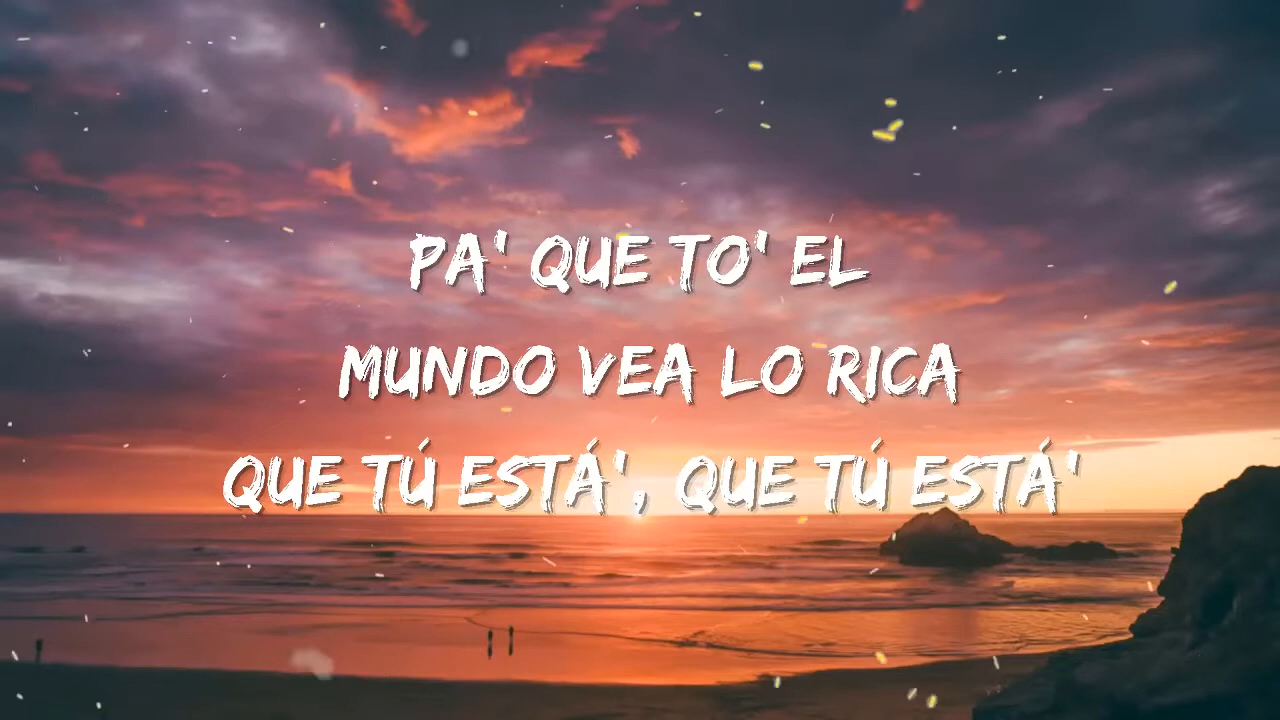 PA' QUE TO' EL
MUNDO VEA LO RICA
QUE TÚ ESTÁ', QUE TÚ ESTÁ'